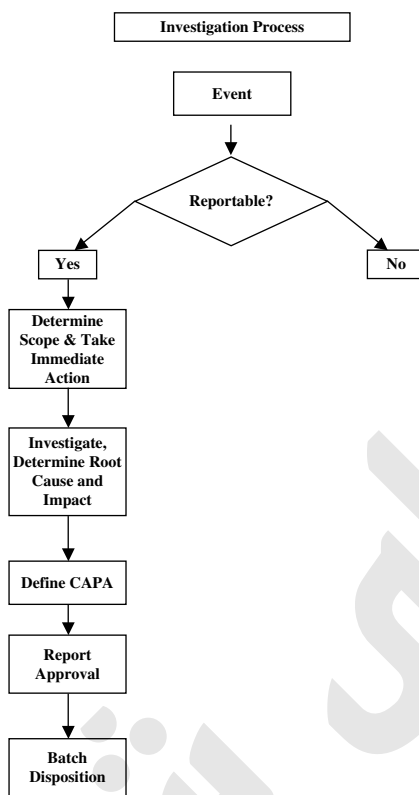 Investigation Process
Event
Reportable?
Yes
No
Determine
Scope & Take
Immediate
Action
Investigate,
Determine Root
Cause and
Impact
Define CAPA
Report
Approval
Batch
Disposition